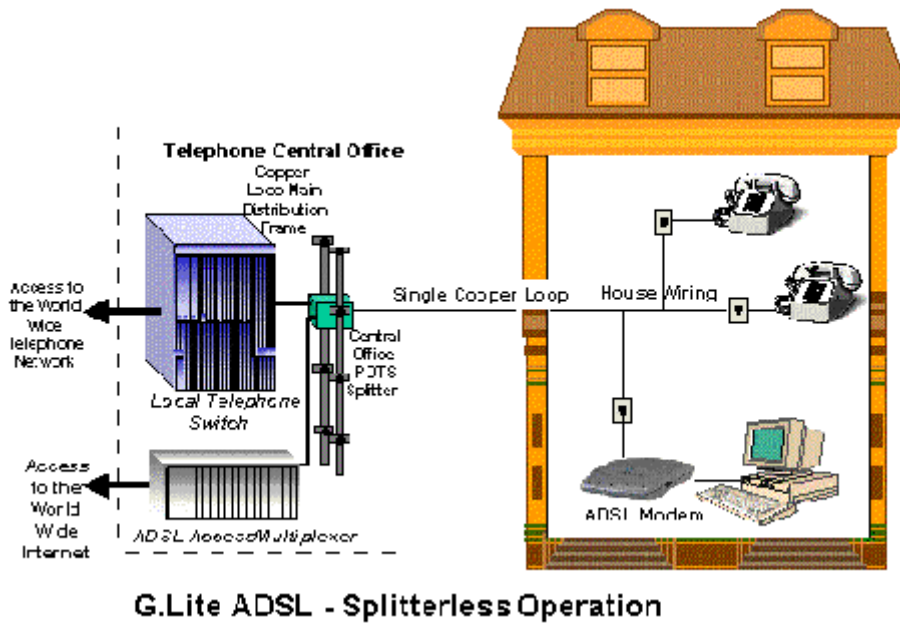 Telephone Central Office
Copper
Loop Main
Distribution
Frame
Access to
the World
Wide
Telephone
Network
Single Copper Loop
House Wiring
Central
Office
POTS
Splitter
Local Telephone
Switch
Access
to the
World
Wide
Internet
ADSL Access Multiplexer
ADSL Modem
G.Lite ADSL - Splitterless Operation